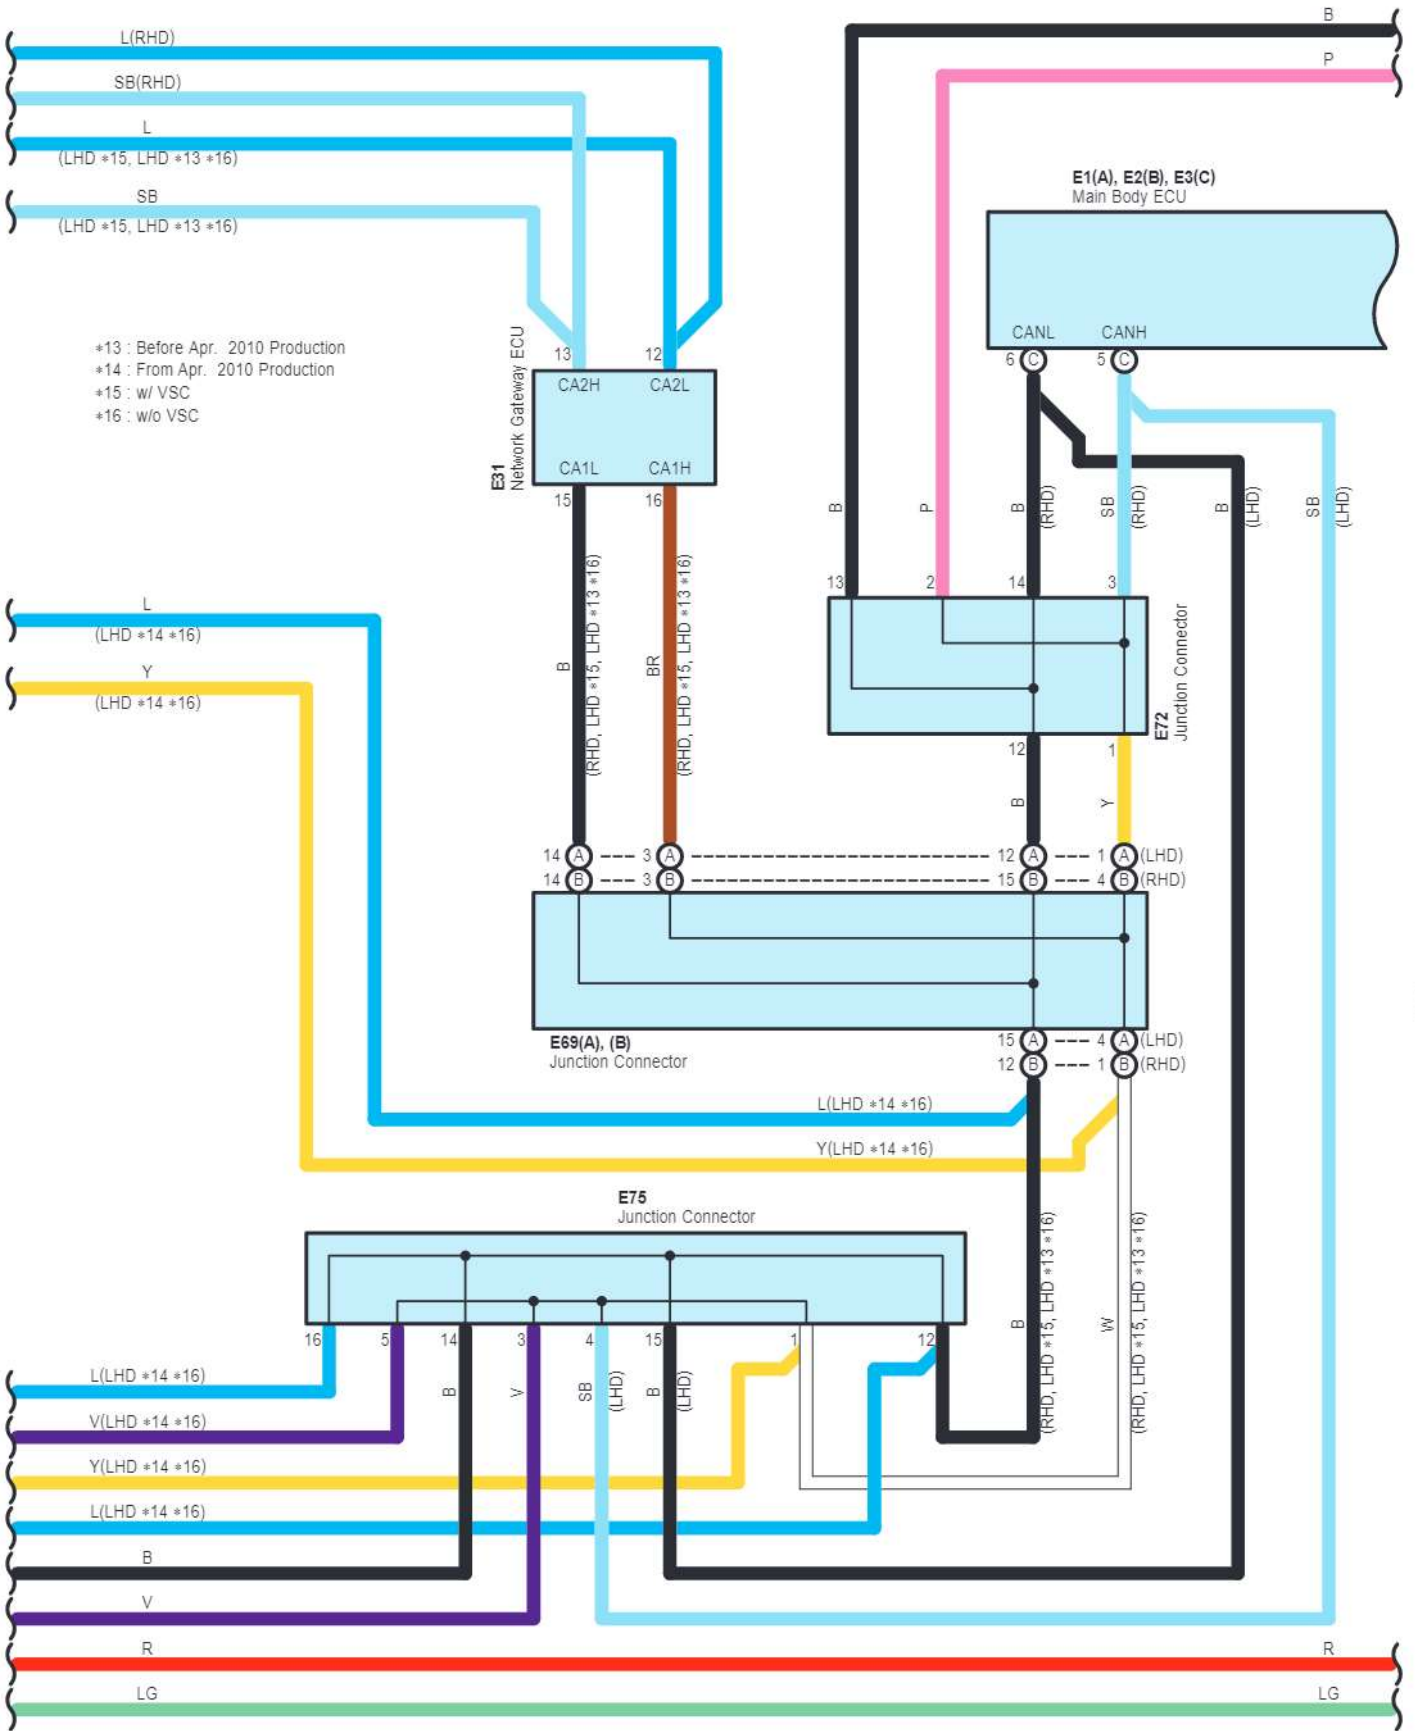 B
L(RHD)
P
SB(RHD)
L
(LHD *15, LHD *13 *16)
E1(A), E2(B), E3(C)
Main Body ECU
SB
(LHD *15, LHD *13 *16)
CANL CANH
6 C 5 C
*13 : Before Apr. 2010 Production
*14 : From Apr. 2010 Production
*15 : w/ VSC
*16 : w/o VSC
13 12
CA2H CA2L
E31
Network Gateway ECU
CA1L CA1H
15 16
B
P
B
(RHD)
SB
(RHD)
B
(LHD)
SB
(LHD)
13 2 14 3
L
(LHD *14 *16)
Y
(LHD *14 *16)
B
(RHD, LHD *15, LHD *13 *16)
BR
(RHD, LHD *15, LHD *13 *16)
E72
Junction Connector
12 1
B
Y
14 A 3 A 12 A 1 A (LHD)
14 B 3 B 15 B 4 B (RHD)
E69(A), (B)
Junction Connector
15 A 4 A (LHD)
12 B 1 B (RHD)
L(LHD *14 *16)
Y(LHD *14 *16)
E75
Junction Connector
B
(RHD, LHD *15, LHD *13 *16)
W
(RHD, LHD *15, LHD *13 *16)
16 5 14 3 4 15 1 12
L(LHD *14 *16)
B
V
SB
(LHD)
B
(LHD)
V(LHD *14 *16)
Y(LHD *14 *16)
L(LHD *14 *16)
B
V
R R
LG LG